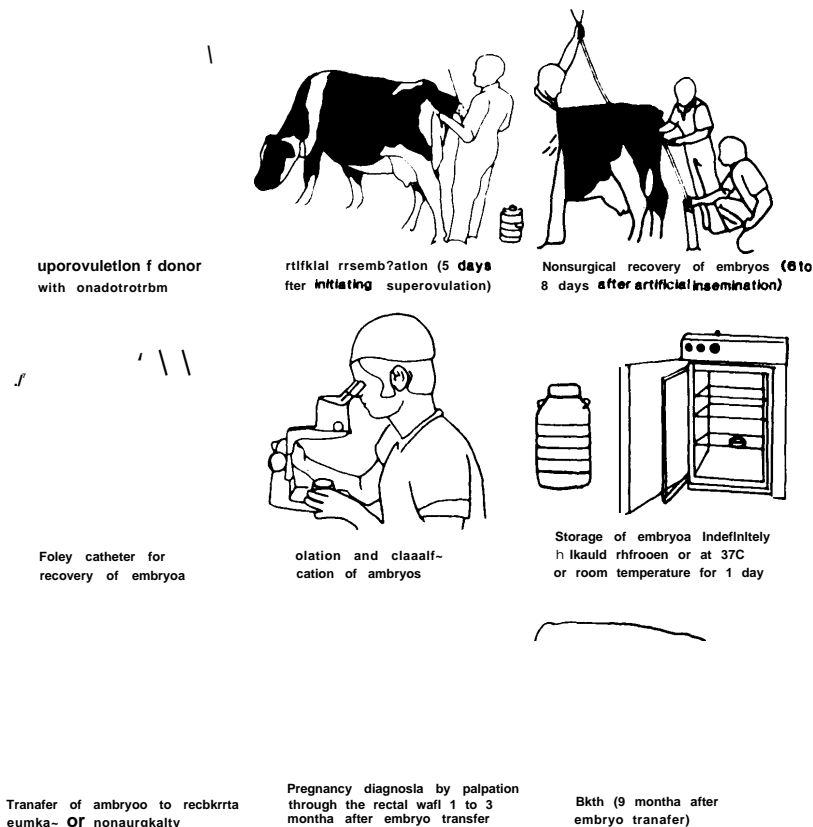 uporovuletlon f donor
with onadotrotrbm
rtlfklal rrsemb?atlon (5 days
fter initiating superovulation)
Nonsurgical recovery of embryos (6 to
8 days after artificial insemination)
Foley catheter for
recovery of embryoa
olation and claaalf~
cation of ambryos
Storage of embryoa Indeflnltely
h lkauld rhfrooen or at 37C
or room temperature for 1 day
Tranafer of ambryoo to recbkrrta
eumka~ or nonaurgkaltv
Pregnancy diagnosla by palpation
through the rectal wafl 1 to 3
months after embryo transfer
Bkth (9 montha after
embryo tranafer)